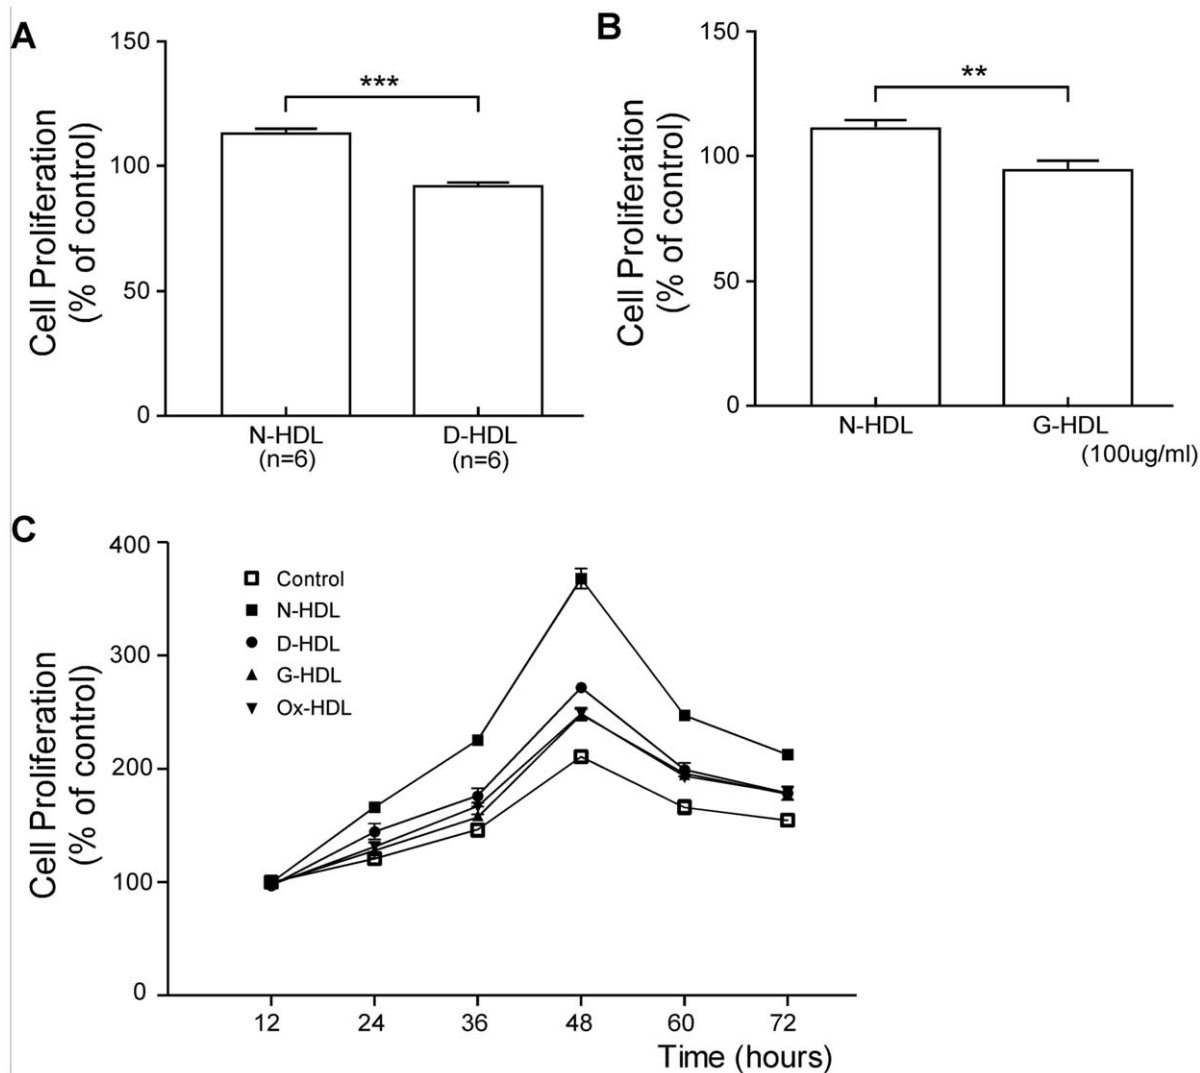 A
Cell Proliferation
(% of control)
150
100
50
0
***
N-HDL
(n=6)
D-HDL
(n=6)
B
Cell Proliferation
(% of control)
150
100
50
0
**
N-HDL
G-HDL
(100ug/ml)
C
Cell Proliferation
(% of control)
400
300
200
100
0
Control
N-HDL
D-HDL
G-HDL
Ox-HDL
12
24
36
48
60
72
Time (hours)